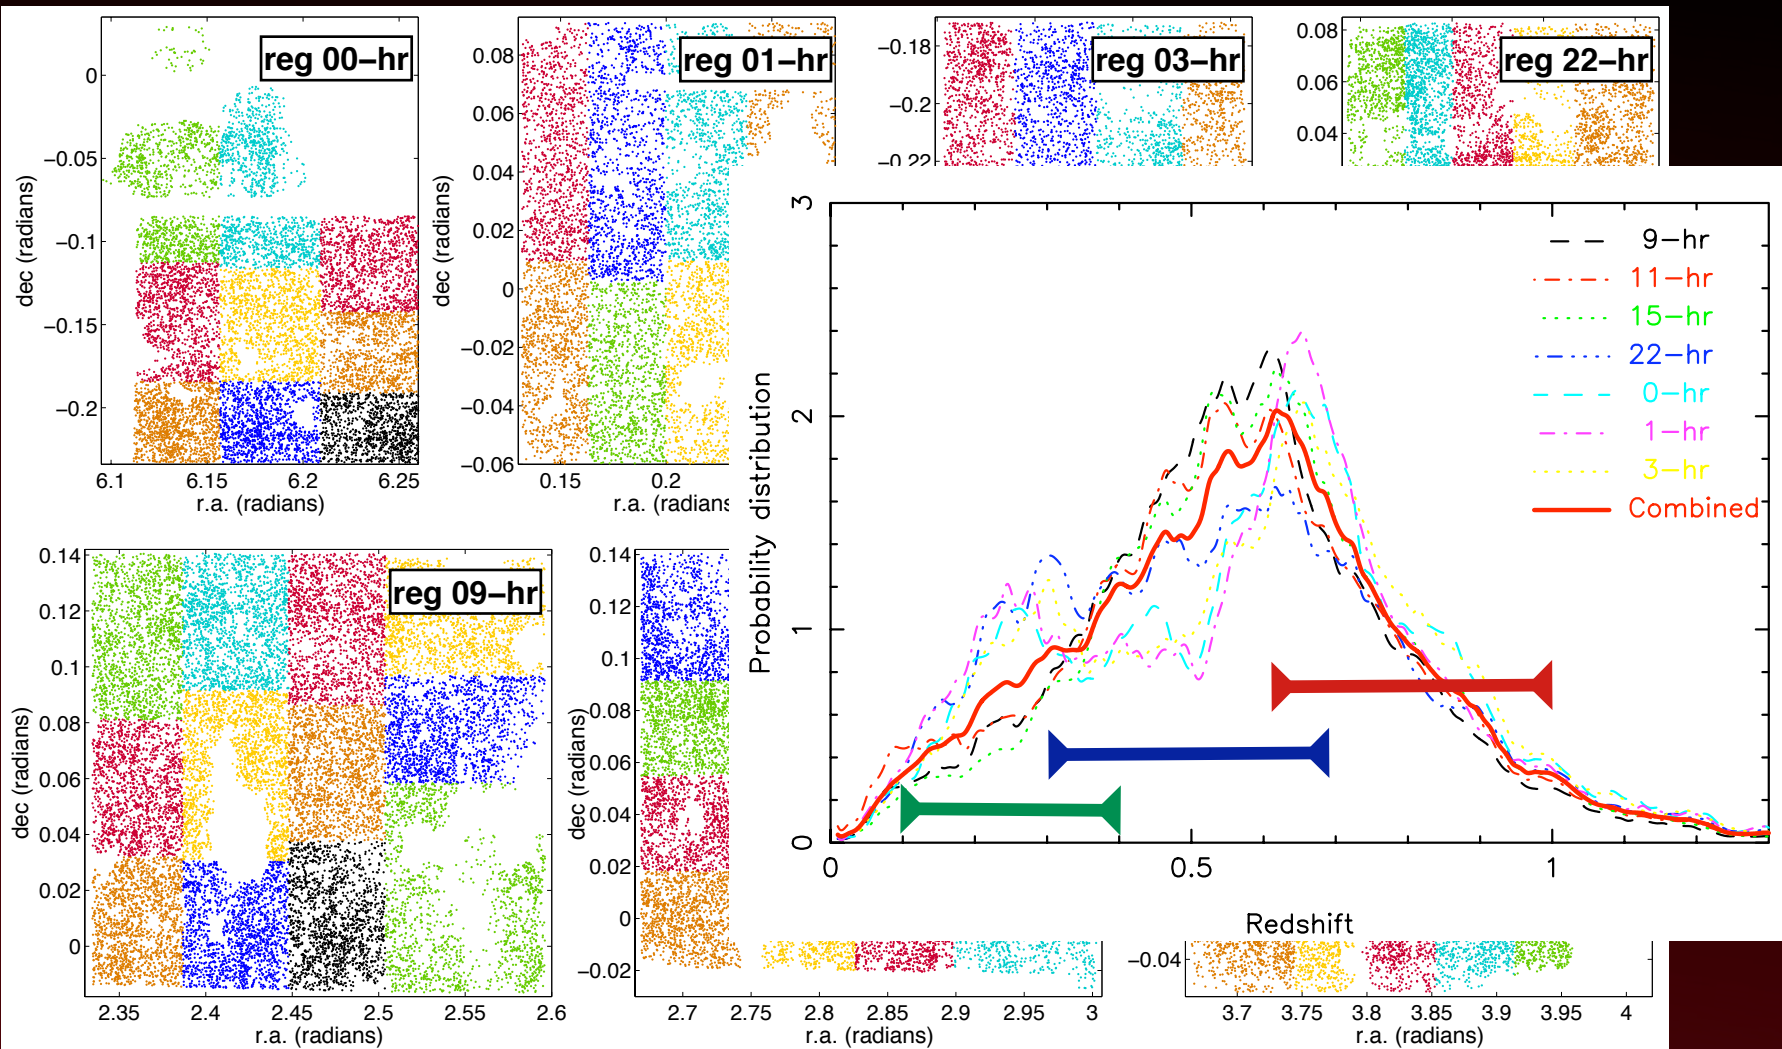 reg 00–hr
0
−0.05
−0.1
−0.15
−0.2
dec (radians)
6.1 6.15 6.2 6.25
r.a. (radians)
reg 01–hr
0.08
0.06
0.04
0.02
0
−0.02
−0.04
−0.06
dec (radians)
0.15 0.2
r.a. (radians
reg 03–hr
−0.18
−0.2
−0.22
reg 22–hr
0.08
0.06
0.04
reg 09–hr
0.14
0.12
0.1
0.08
0.06
0.04
0.02
0
dec (radians)
2.35 2.4 2.45 2.5 2.55 2.6
r.a. (radians)
0.14
0.12
0.1
0.08
0.06
0.04
0.02
0
−0.02
dec (radians)
2.7 2.75 2.8 2.85 2.9 2.95 3
r.a. (radians)
−0.04
3.7 3.75 3.8 3.85 3.9 3.95 4
r.a. (radians)
3
2
1
0
Probability distribution
0 0.5 1
Redshift
9−hr
11−hr
15−hr
22−hr
0−hr
1−hr
3−hr
Combined